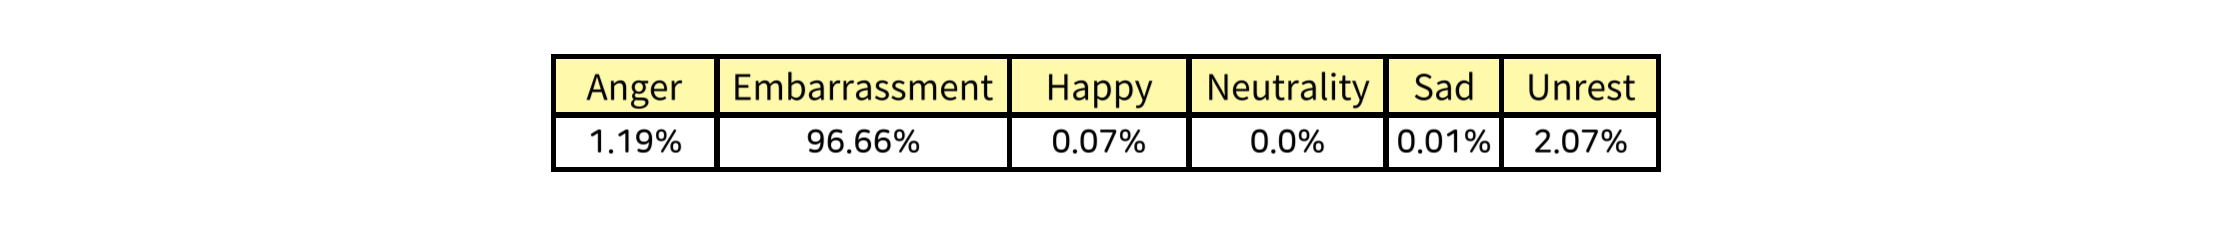 Anger Embarrassment Happy Neutrality Sad Unrest
1.19% 96.66% 0.07% 0.0% 0.01% 2.07%